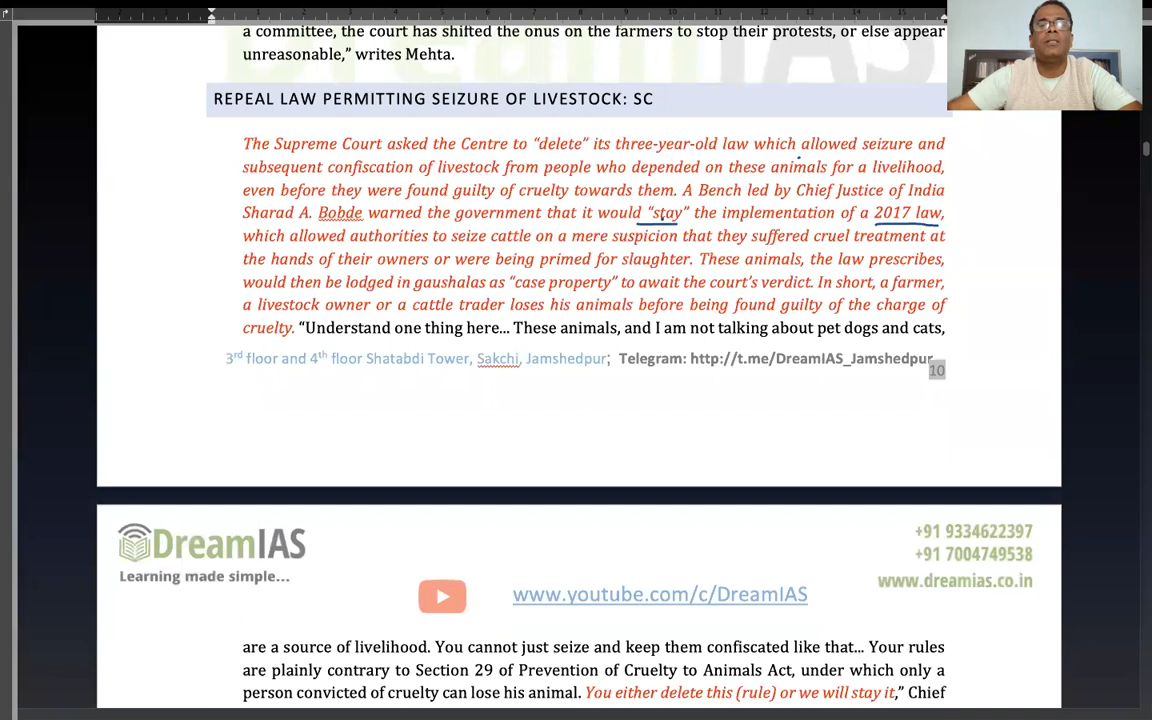 a committee, the court has shifted the onus on the farmers to stop their protests, or else appear
unreasonable,” writes Mehta.
REPEAL LAW PERMITTING SEIZURE OF LIVESTOCK: SC
The Supreme Court asked the Centre to “delete” its three-year-old law which allowed seizure and
subsequent confiscation of livestock from people who depended on these animals for a livelihood,
even before they were found guilty of cruelty towards them. A Bench led by Chief Justice of India
Sharad A. Bobde warned the government that it would “stay” the implementation of a 2017 law,
which allowed authorities to seize cattle on a mere suspicion that they suffered cruel treatment at
the hands of their owners or were being primed for slaughter. These animals, the law prescribes,
would then be lodged in gaushalas as “case property” to await the court’s verdict. In short, a farmer,
a livestock owner or a cattle trader loses his animals before being found guilty of the charge of
cruelty. “Understand one thing here... These animals, and I am not talking about pet dogs and cats,
3rd floor and 4th floor Shatabdi Tower, Sakchi, Jamshedpur; Telegram: http://t.me/DreamIAS_Jamshedpur
10
DreamIAS
Learning made simple...
+91 9334622397
+91 7004749538
www.dreamias.co.in
www.youtube.com/c/DreamIAS
are a source of livelihood. You cannot just seize and keep them confiscated like that... Your rules
are plainly contrary to Section 29 of Prevention of Cruelty to Animals Act, under which only a
person convicted of cruelty can lose his animal. You either delete this (rule) or we will stay it,” Chief